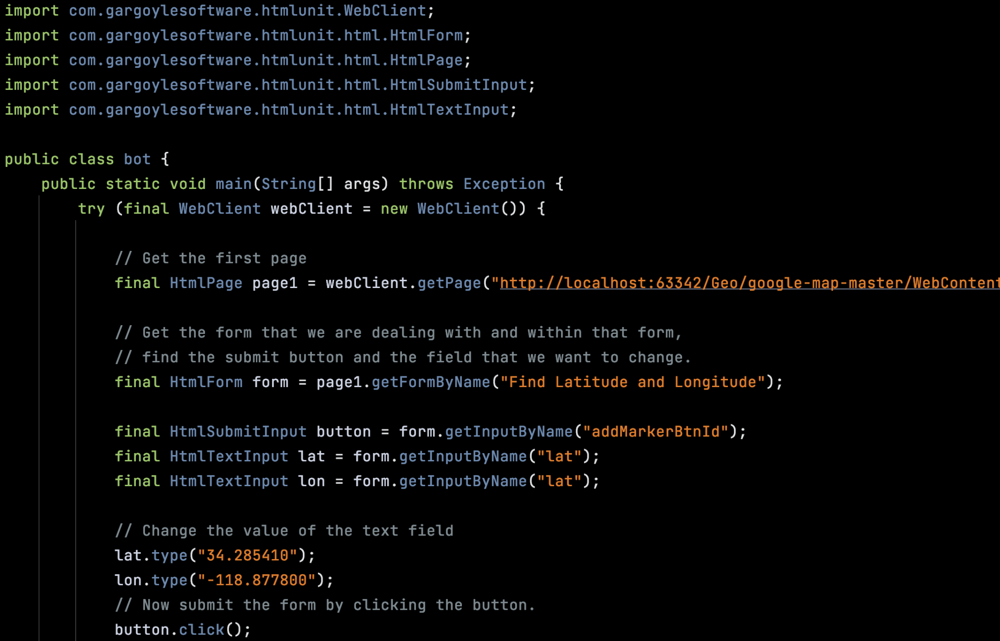 import com.gargoylesoftware.htmlunit.WebClient;
import com.gargoylesoftware.htmlunit.html.HtmlForm;
import com.gargoylesoftware.htmlunit.html.HtmlPage;
import com.gargoylesoftware.htmlunit.html.HtmlSubmitInput;
import com.gargoylesoftware.htmlunit.html.HtmlTextInput;
public class bot {
public static void main(String[] args) throws Exception {
try (final WebClient webClient = new WebClient()) {
// Get the first page
final HtmlPage page1 = webClient.getPage("http://localhost:63342/Geo/google-map-master/WebContent
// Get the form that we are dealing with and within that form,
// find the submit button and the field that we want to change.
final HtmlForm form = page1.getFormByName("Find Latitude and Longitude");
final HtmlSubmitInput button = form.getInputByName("addMarkerBtnId");
final HtmlTextInput lat = form.getInputByName("lat");
final HtmlTextInput lon = form.getInputByName("lat");
// Change the value of the text field
lat.type("34.285410");
lon.type("-118.877800");
// Now submit the form by clicking the button.
button.click();